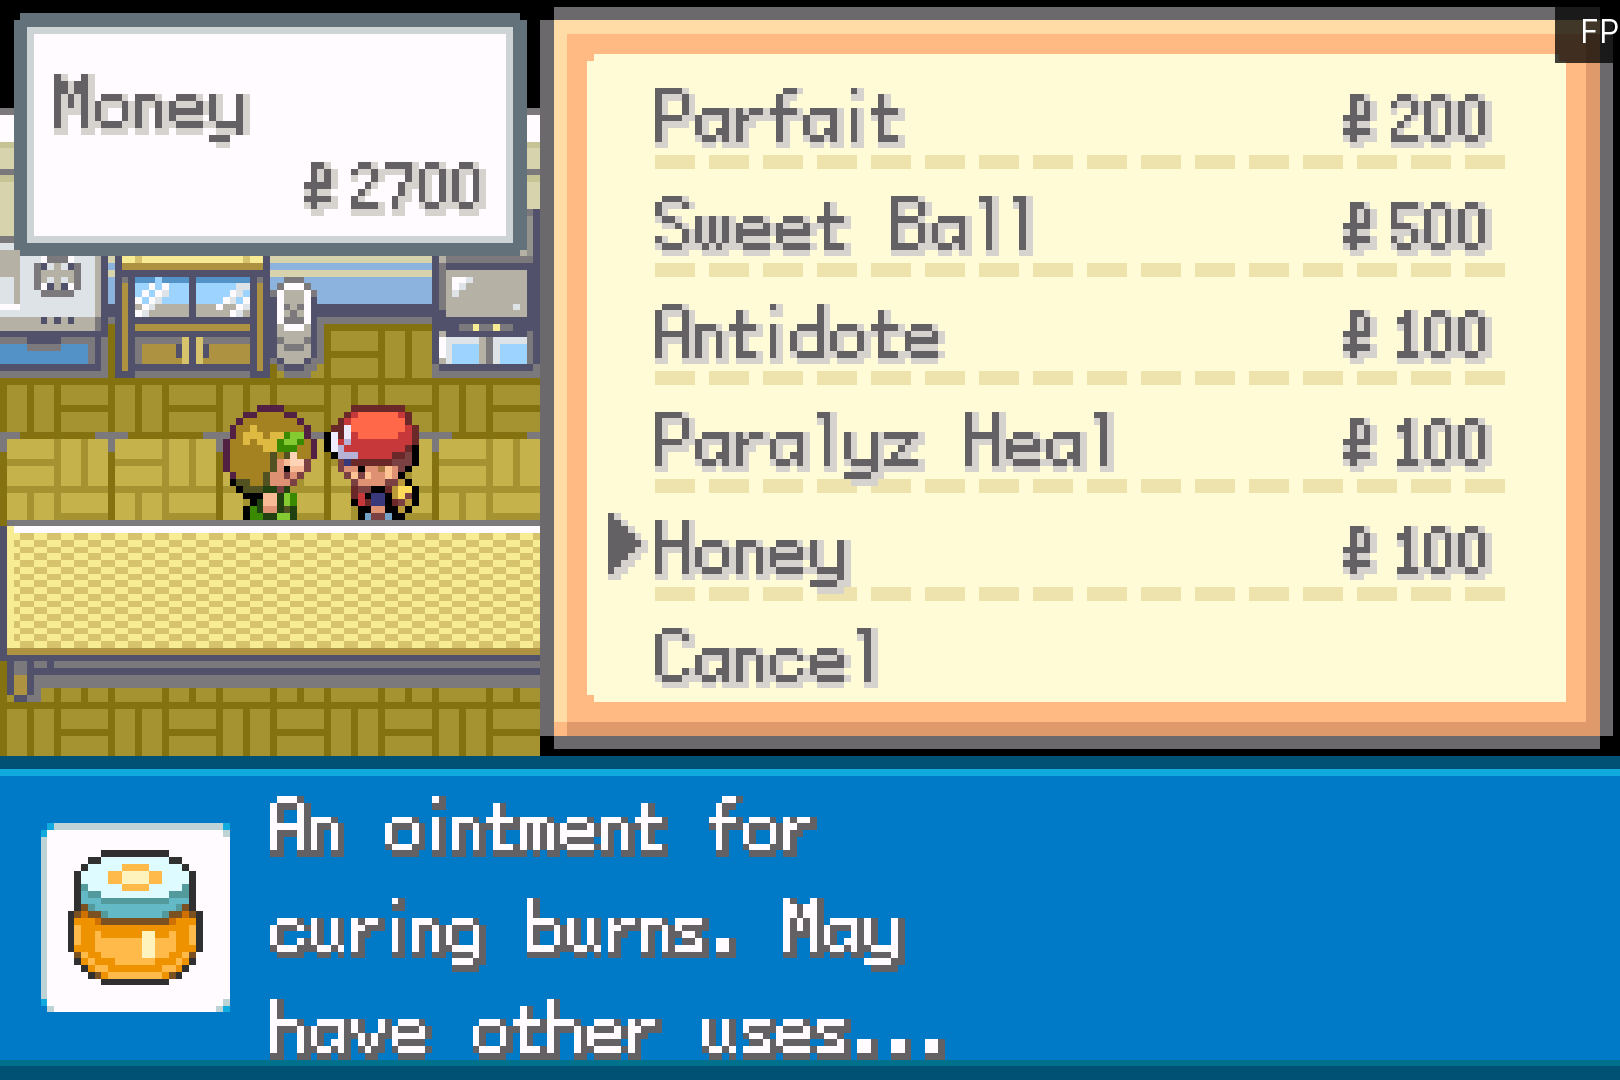 Money
₽2700
FP
Parfait ₽200
Sweet Ball ₽500
Antidote ₽100
Paralyz Heal ₽100
Honey ₽100
Cancel
An ointment for
curing burns. May
have other uses...